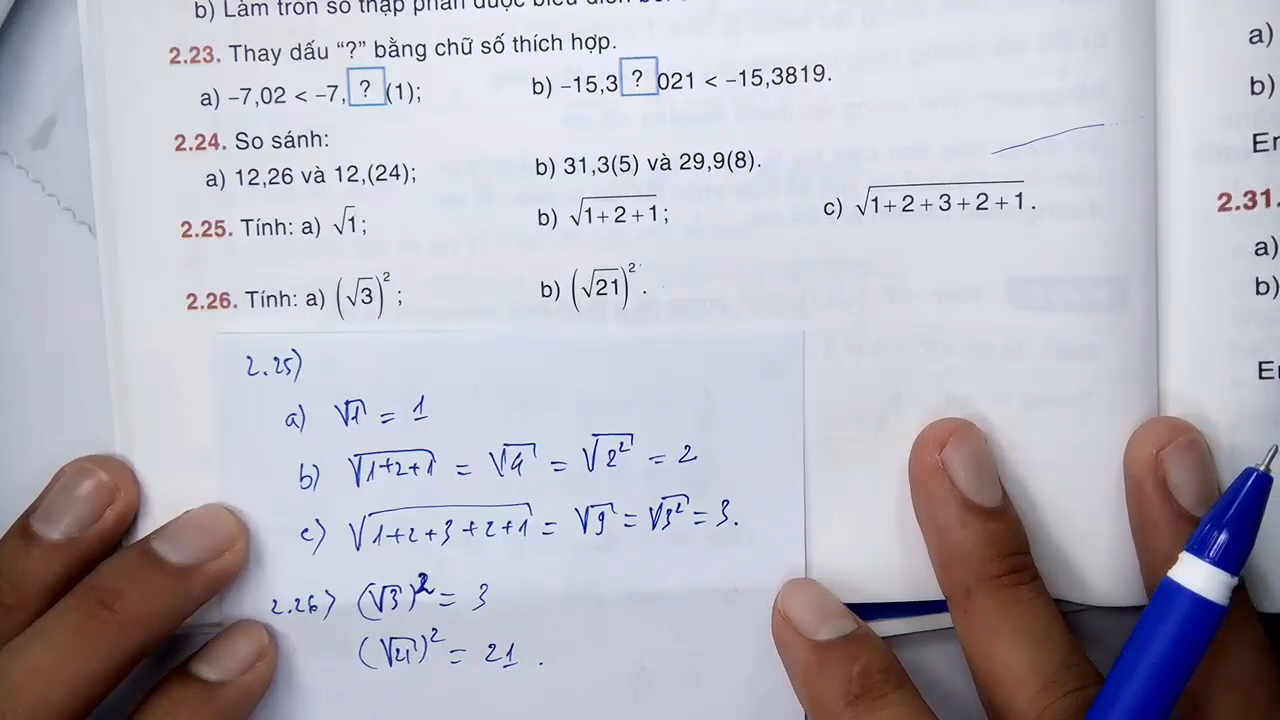 b) Làm tròn số thập phân được biểu diễn
2.23. Thay dấu “?” bằng chữ số thích hợp.
a) –7,02 < –7, ? (1);
b) –15,3 ? 021 < –15,3819.
2.24. So sánh:
a) 12,26 và 12,(24);
b) 31,3(5) và 29,9(8).
2.25. Tính: a) √1;
b) √(1+2+1);
c) √(1+2+3+2+1).
2.26. Tính: a) (√3)²;
b) (√21)².
2.25)
a) √1 = 1
b) √(1+2+1) = √4 = √2² = 2
c) √(1+2+3+2+1) = √9 = √3² = 3.
2.26) (√3)² = 3
(√21)² = 21.
a)
b)
2.31.
a)
b)